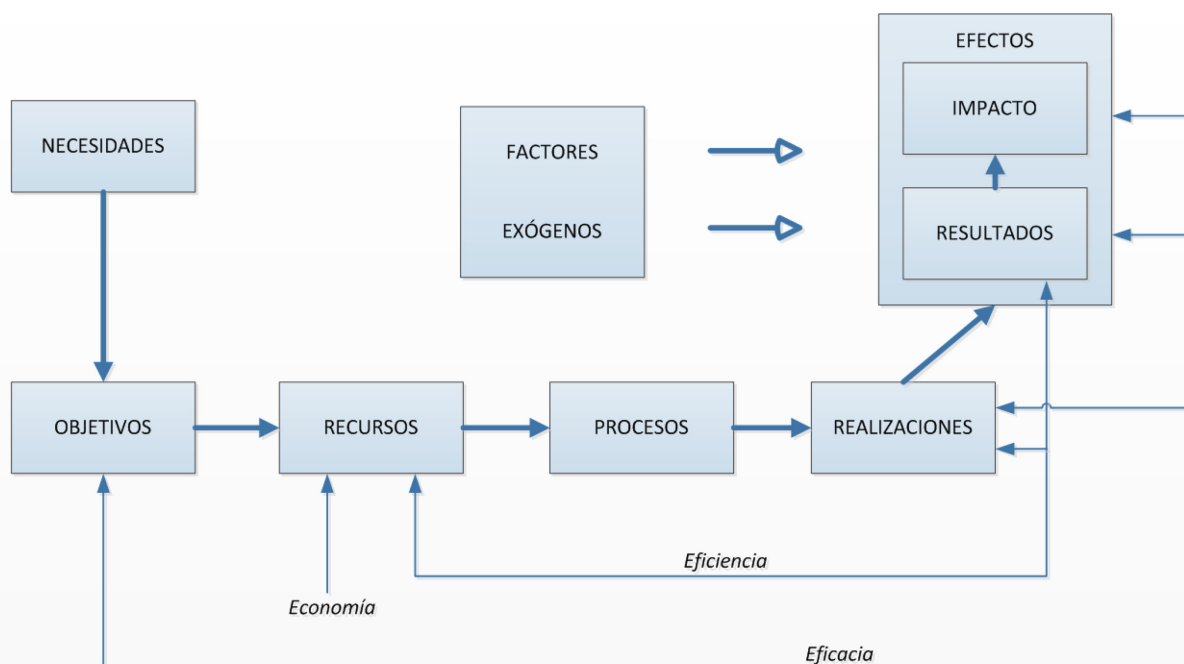 EFECTOS
IMPACTO
NECESIDADES
FACTORES
EXÓGENOS
RESULTADOS
OBJETIVOS
RECURSOS
PROCESOS
REALIZACIONES
Eficiencia
Economía
Eficacia